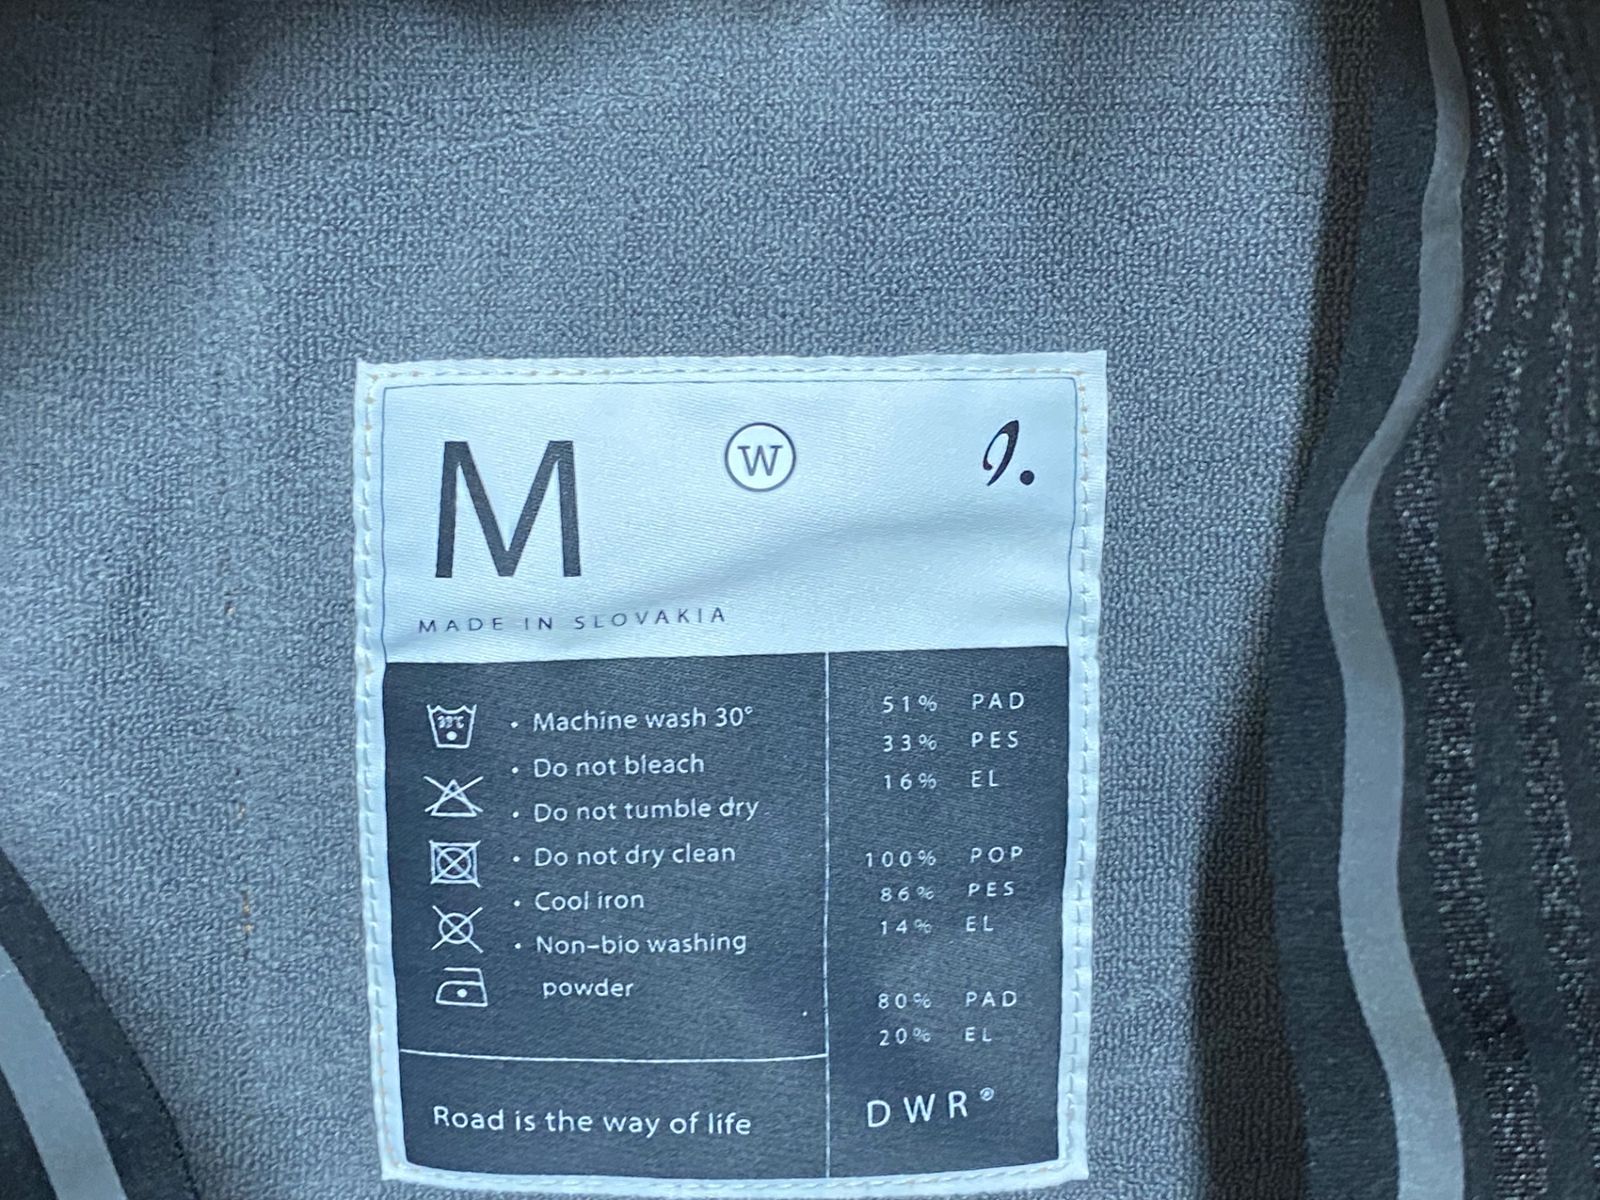 M
W
MADE IN SLOVAKIA
30°C
• Machine wash 30°
• Do not bleach
• Do not tumble dry
• Do not dry clean
• Cool iron
• Non-bio washing
powder
51% PAD
33% PES
16% EL
100% POP
86% PES
14% EL
80% PAD
20% EL
Road is the way of life
DWR®